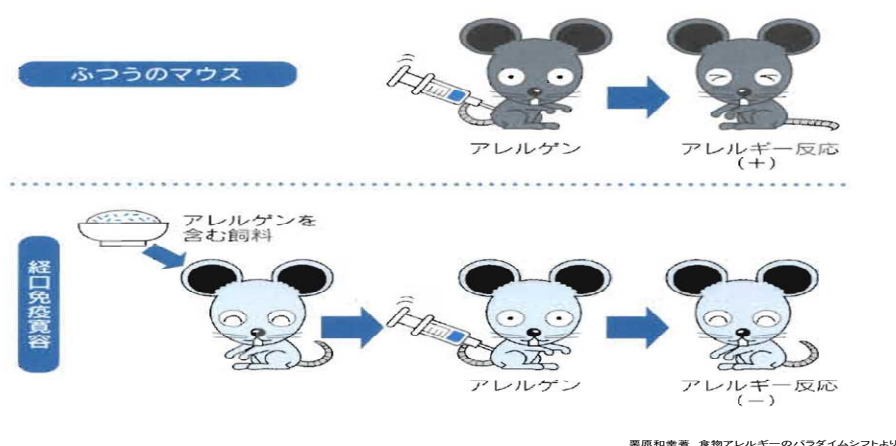 ふつうのマウス
アレルゲン
アレルギー反応
(+)
アレルゲンを
含む飼料
経口免疫寛容
アレルゲン
アレルギー反応
(−)
栗原和幸著 食物アレルギーのパラダイムシフトより